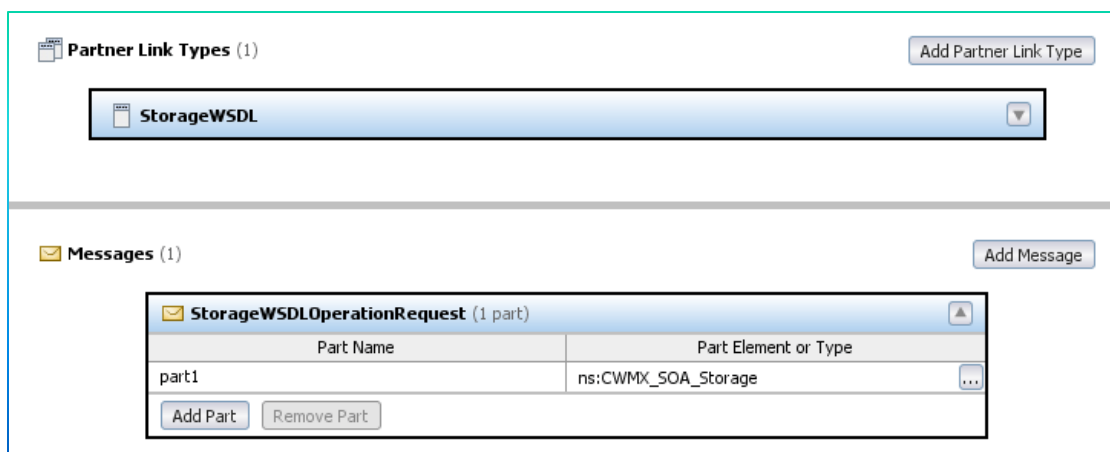 Partner Link Types (1)
Add Partner Link Type
StorageWSDL
Messages (1)
Add Message
StorageWSDLOperationRequest (1 part)
Part Name Part Element or Type
part1 ns:CWMX_SOA_Storage ...
Add Part Remove Part